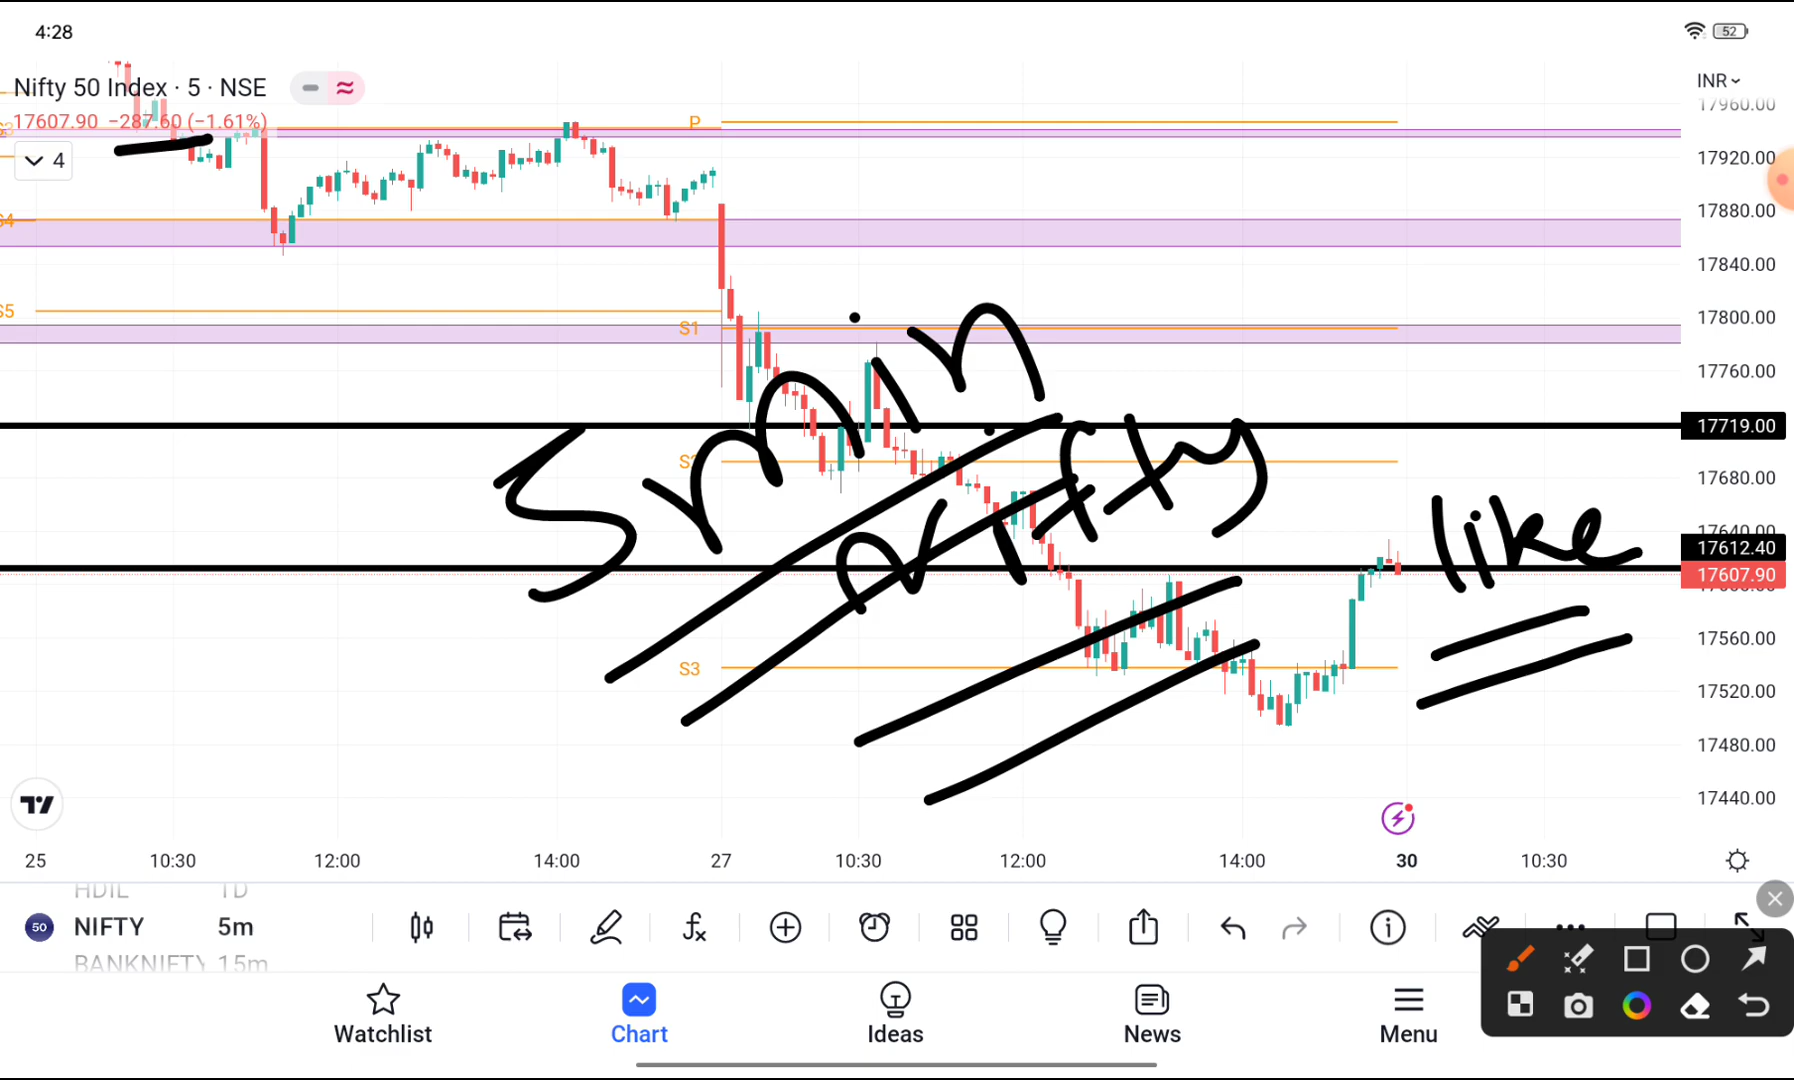 4:28
52
Nifty 50 Index · 5 · NSE
INR
17960.00
17607.90 −287.60 (−1.61%)
P
4
17920.00
S4
17880.00
17840.00
S5
17800.00
S1
17760.00
5min
17719.00
nifty
17680.00
like
17640.00
17612.40
17607.90
17560.00
S3
17520.00
17480.00
17440.00
25 10:30 12:00 14:00 27 10:30 12:00 14:00 30 10:30
HDIL 1D
50 NIFTY 5m
BANKNIFTY 15m
Watchlist Chart Ideas News Menu